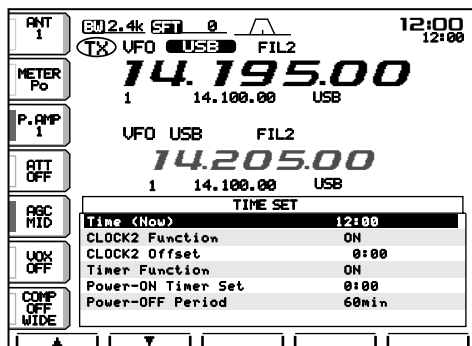 ANT
1
BW 2.4k SFT 0
12:00
12:00
TX VFO USB FIL2
METER
Po
14.195.00
1 14.100.00 USB
P.AMP
1
VFO USB FIL2
ATT
OFF
14.205.00
1 14.100.00 USB
AGC
MID
TIME SET
Time (Now) 12:00
CLOCK2 Function ON
VOX
OFF
CLOCK2 Offset 0:00
Timer Function ON
Power-ON Timer Set 0:00
COMP
OFF
WIDE
Power-OFF Period 60min